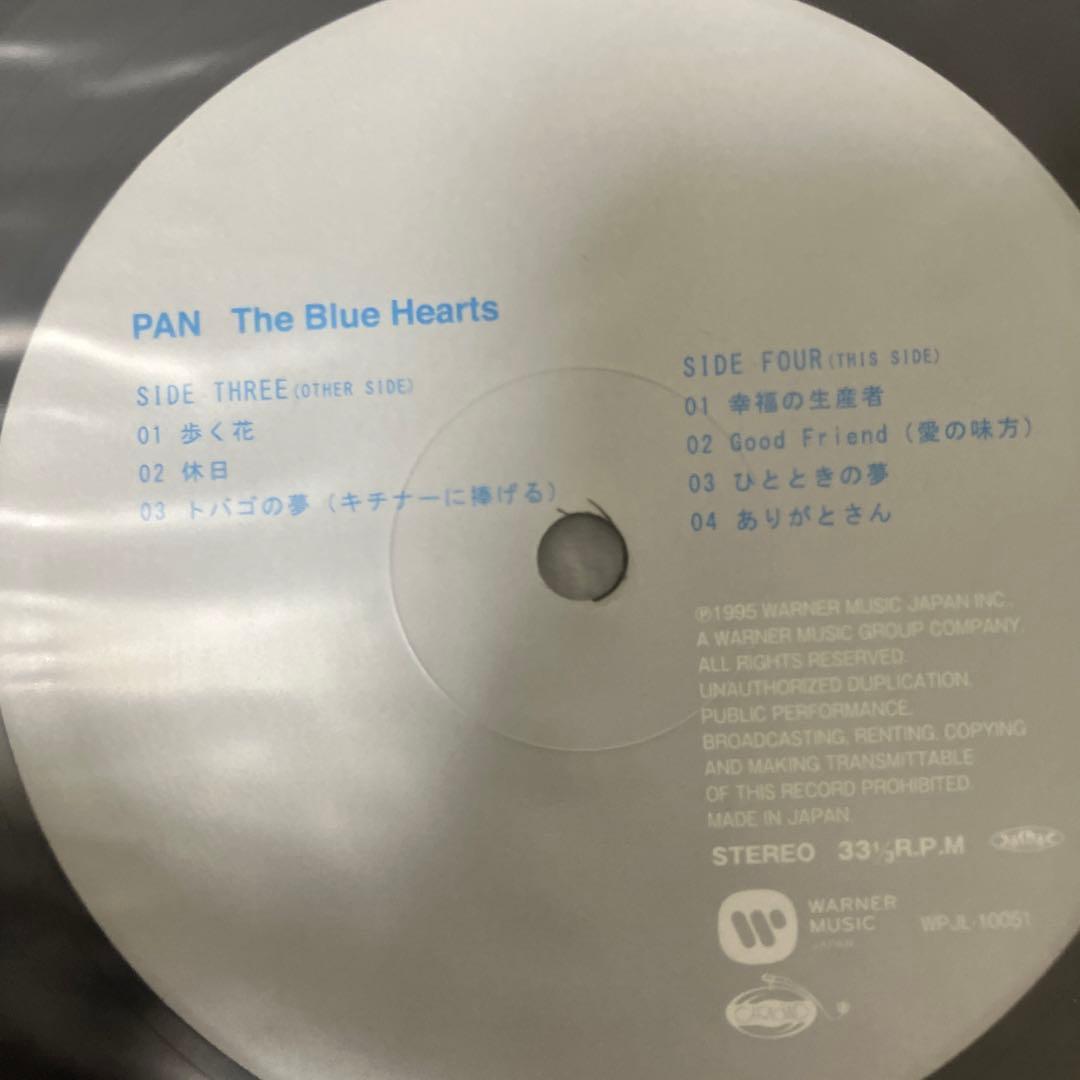 PAN The Blue Hearts
SIDE THREE(OTHER SIDE)
01 歩く花
02 休日
03 トバゴの夢（キチナーに捧げる）
SIDE FOUR(THIS SIDE)
01 幸福の生産者
02 Good Friend（愛の味方）
03 ひとときの夢
04 ありがとさん
℗1995 WARNER MUSIC JAPAN INC.,
A WARNER MUSIC GROUP COMPANY.
ALL RIGHTS RESERVED.
UNAUTHORIZED DUPLICATION,
PUBLIC PERFORMANCE,
BROADCASTING, RENTING, COPYING
AND MAKING TRANSMITTABLE
OF THIS RECORD PROHIBITED.
MADE IN JAPAN.
STEREO 33⅓R.P.M
WARNER
MUSIC
JAPAN
WPJL-10051